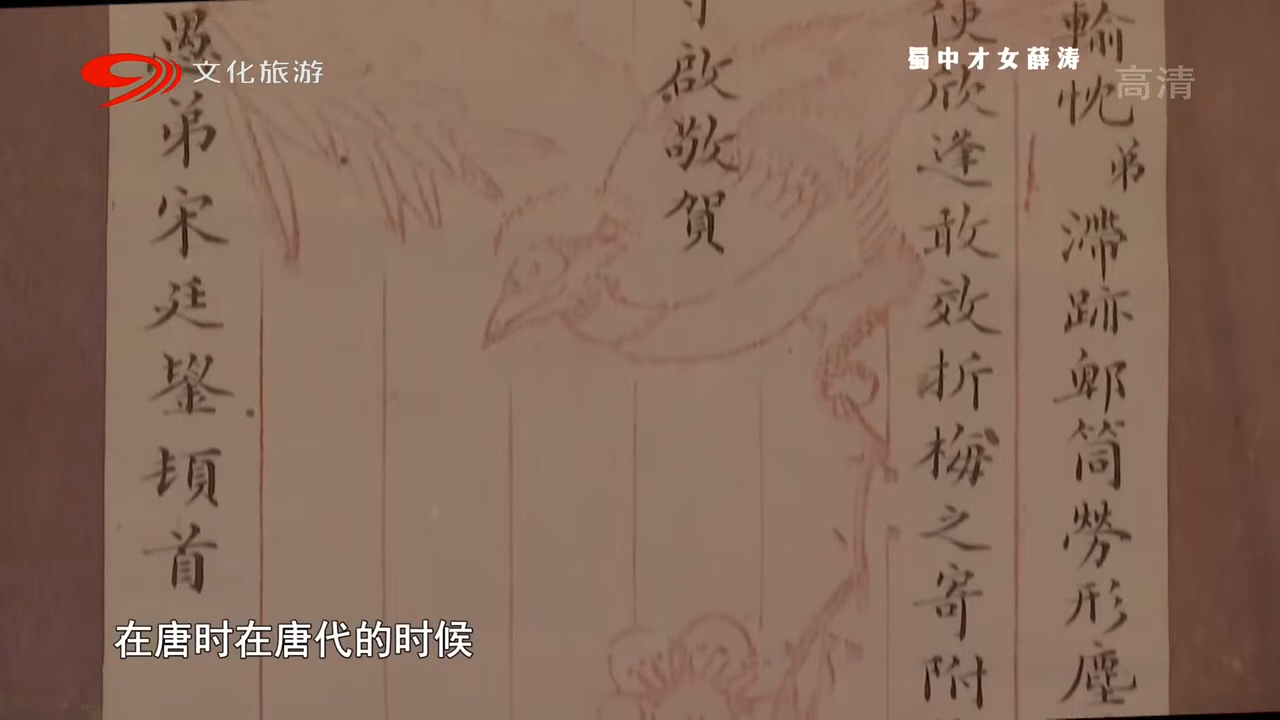 文化旅游
蜀中才女薛涛
高清
輸忱弟滯跡郵筒勞形塵
使欣逢敢效折梅之寄附
啟敬賀
愚弟宋廷鋆頓首
在唐时在唐代的时候